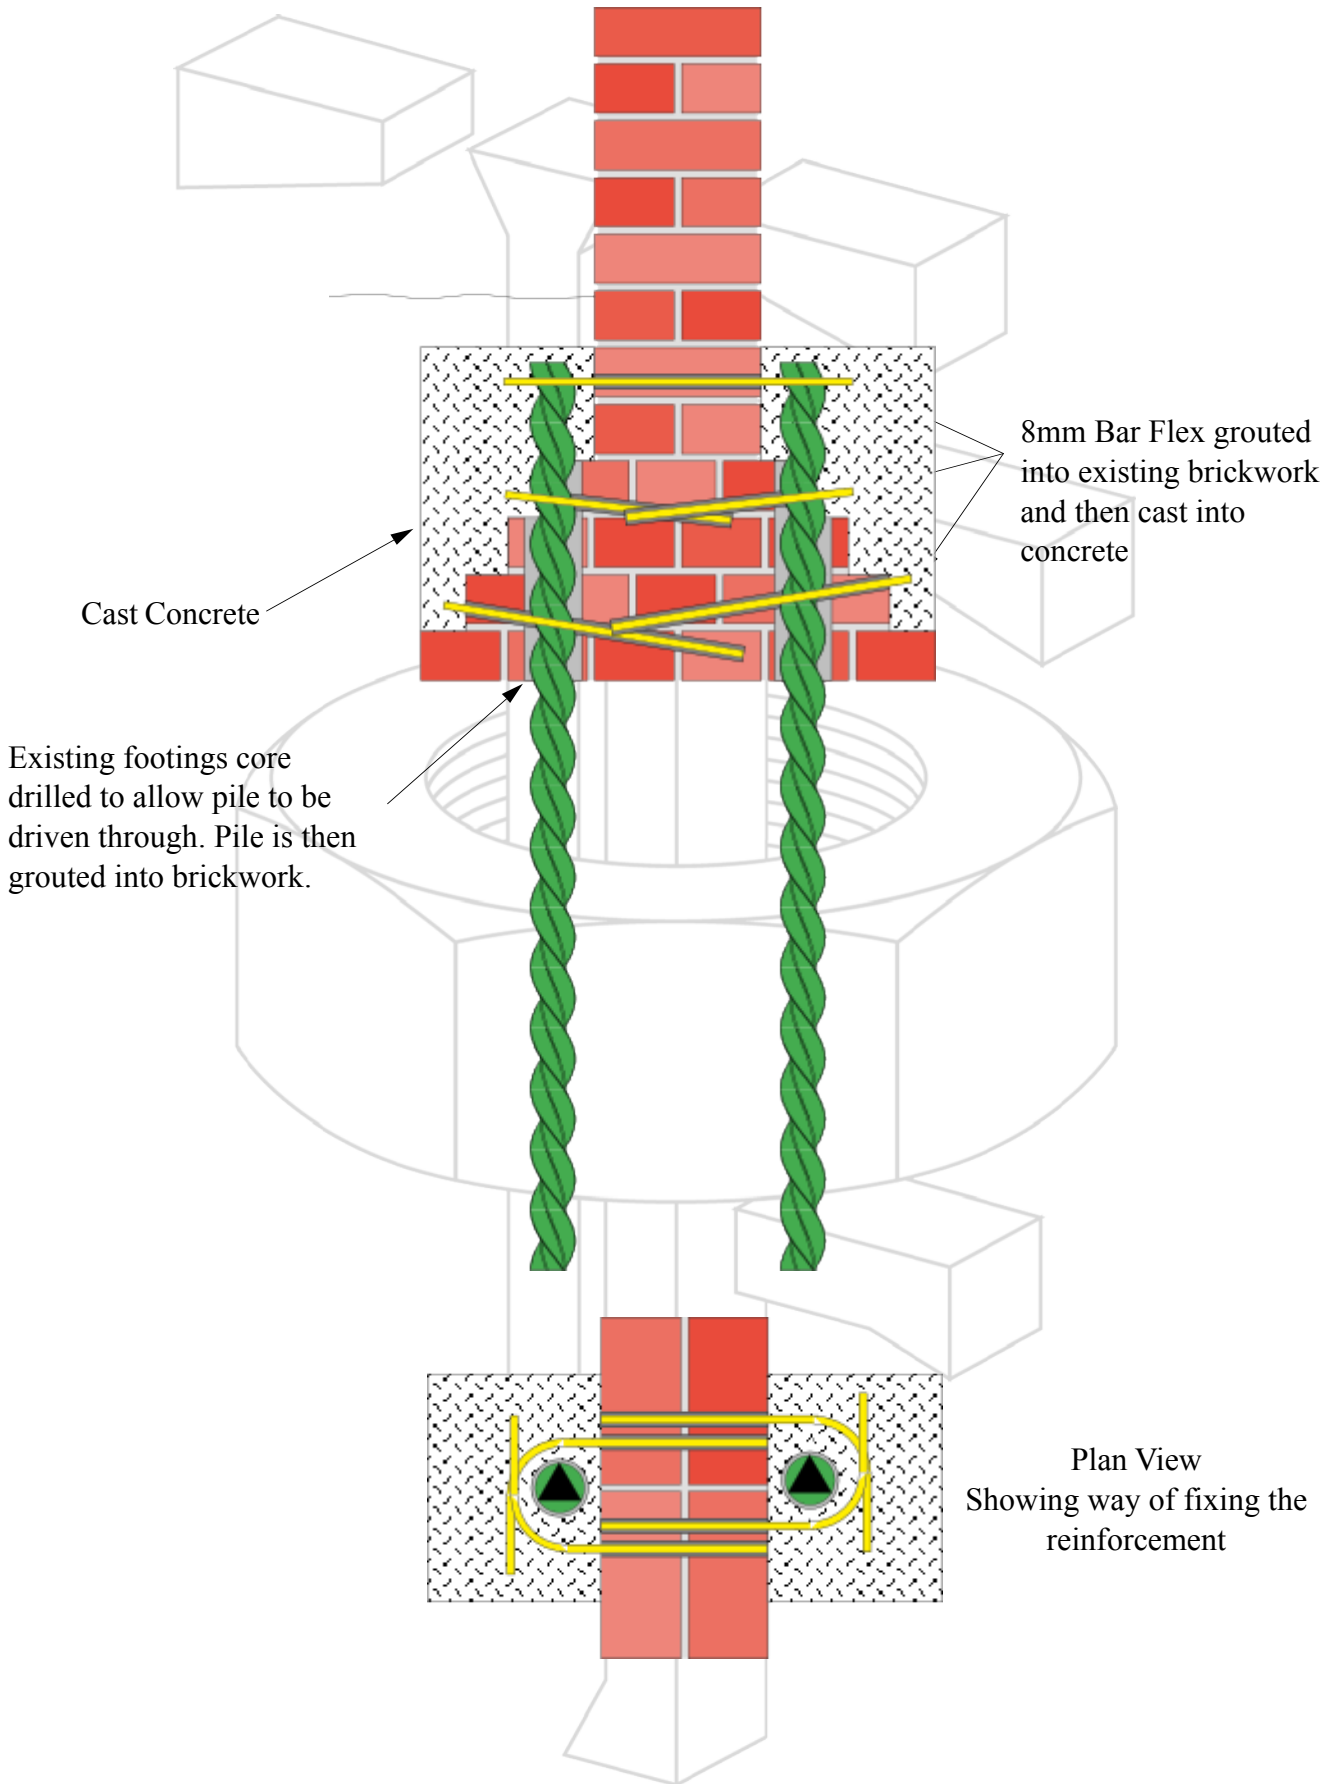 8mm Bar Flex grouted
into existing brickwork
and then cast into
concrete
Cast Concrete
Existing footings core
drilled to allow pile to be
driven through. Pile is then
grouted into brickwork.
Plan View
Showing way of fixing the
reinforcement